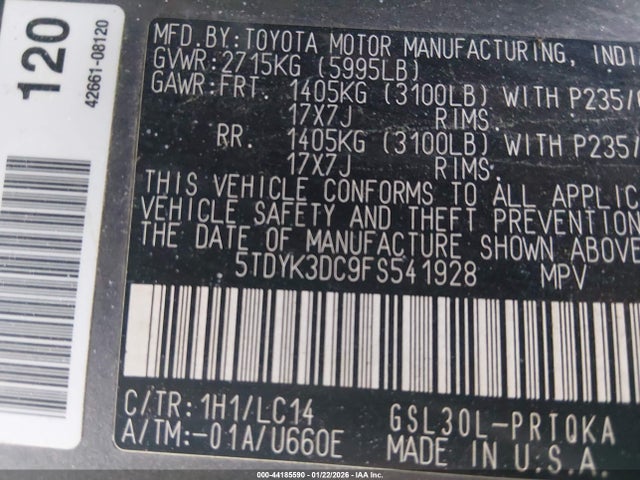 120
42661-08120
MFD. BY: TOYOTA MOTOR MANUFACTURING, INDI
GVWR: 2715KG (5995LB)
GAWR: FRT. 1405KG (3100LB) WITH P235/
17X7J RIMS.
RR. 1405KG (3100LB) WITH P235/
17X7J RIMS.
THIS VEHICLE CONFORMS TO ALL APPLIC
VEHICLE SAFETY AND THEFT PREVENTION
THE DATE OF MANUFACTURE SHOWN ABOVE
5TDYK3DC9FS541928 MPV
C/TR: 1H1/LC14 GSL30L-PRTQKA
A/TM:-01A/U660E MADE IN U.S.A.
000-44185590 - 01/22/2026 - IAA Holdings, LLC